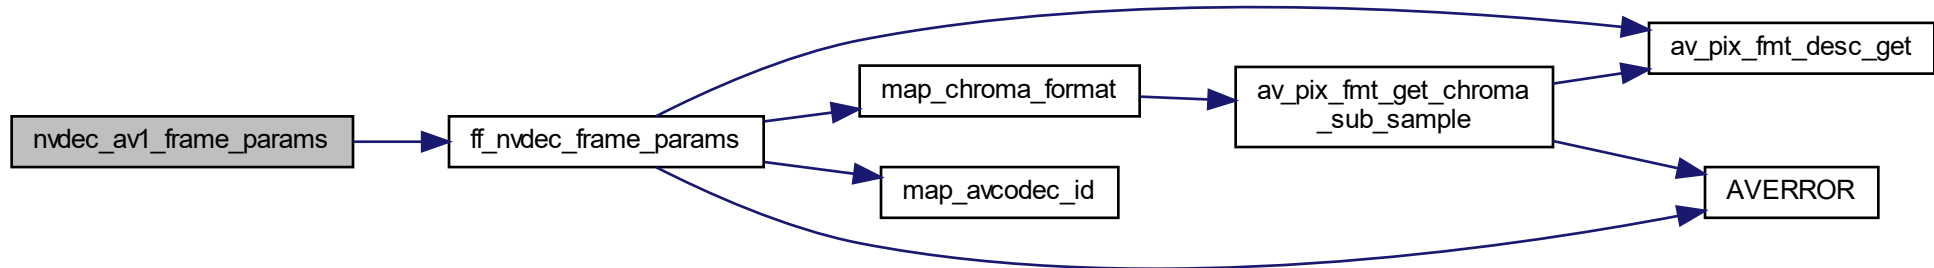 nvdec_av1_frame_params
ff_nvdec_frame_params
map_chroma_format
map_avcodec_id
av_pix_fmt_get_chroma
_sub_sample
av_pix_fmt_desc_get
AVERROR